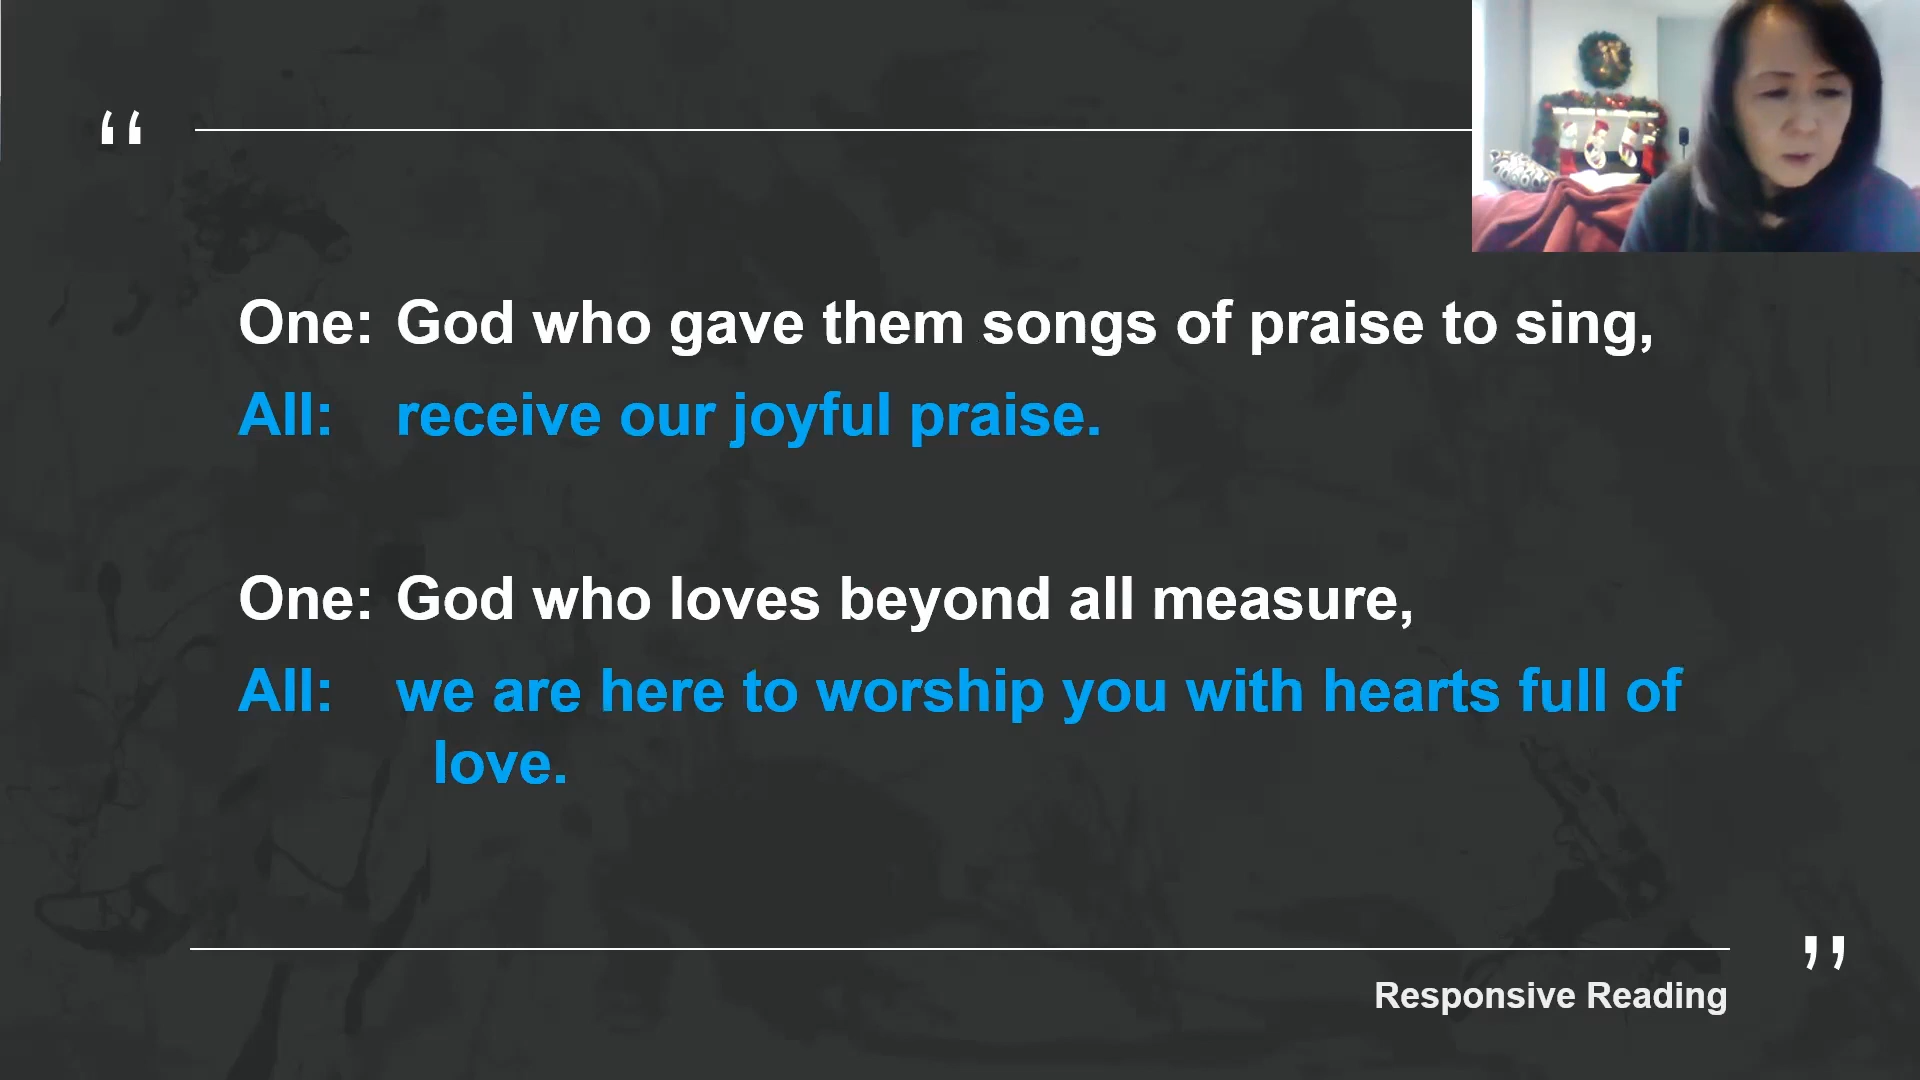 “
One: God who gave them songs of praise to sing,
All: receive our joyful praise.
One: God who loves beyond all measure,
All: we are here to worship you with hearts full of
love.
”
Responsive Reading